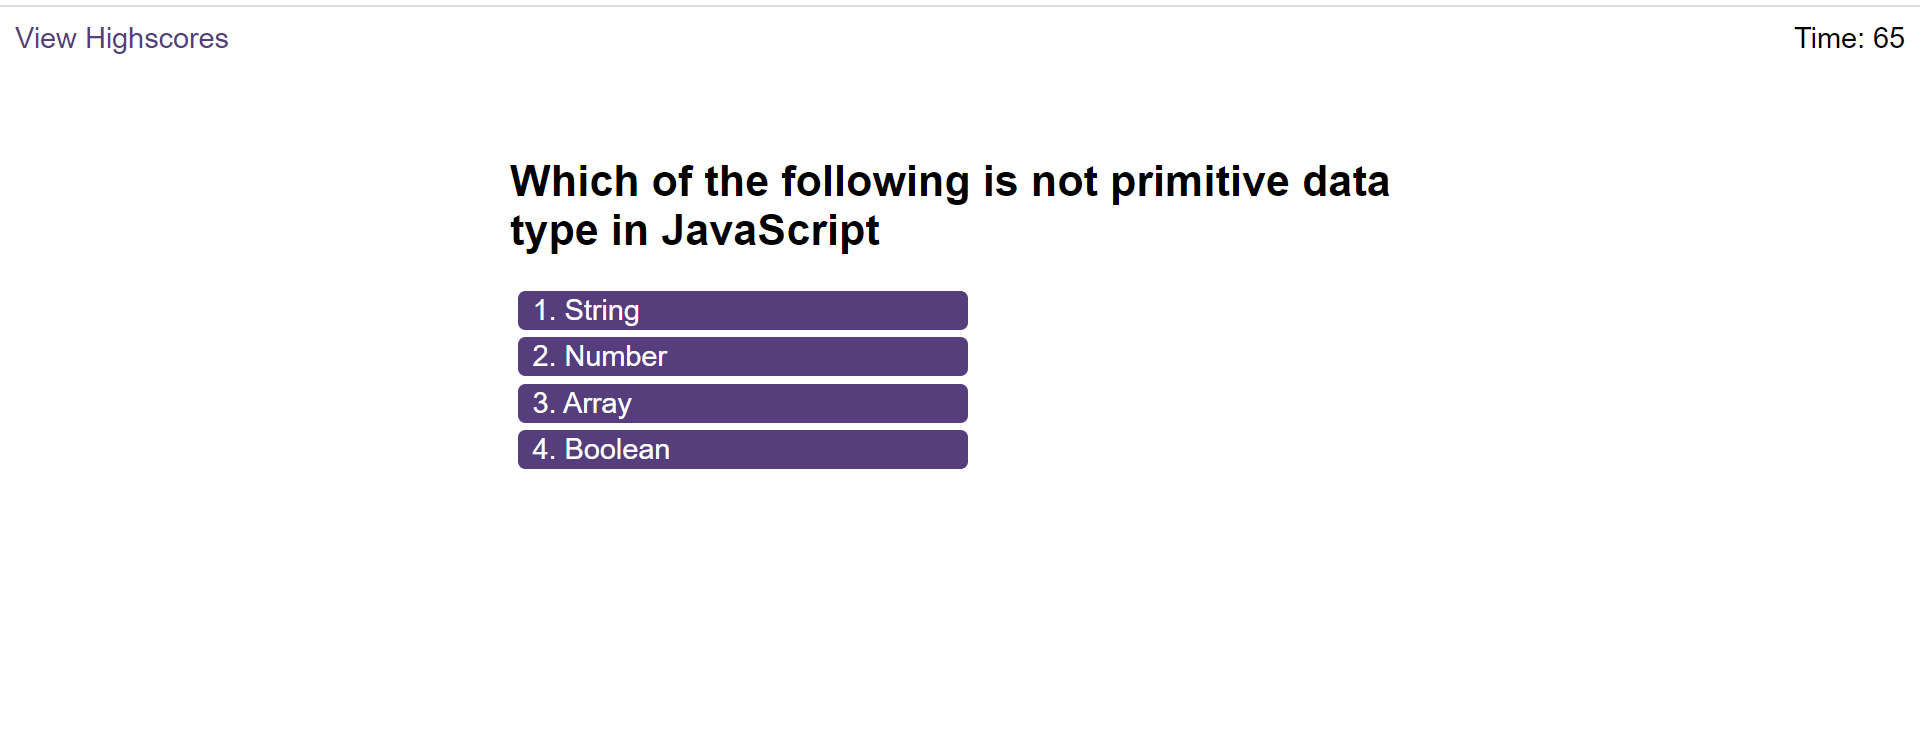 View Highscores
Time: 65
Which of the following is not primitive data
type in JavaScript
1. String
2. Number
3. Array
4. Boolean